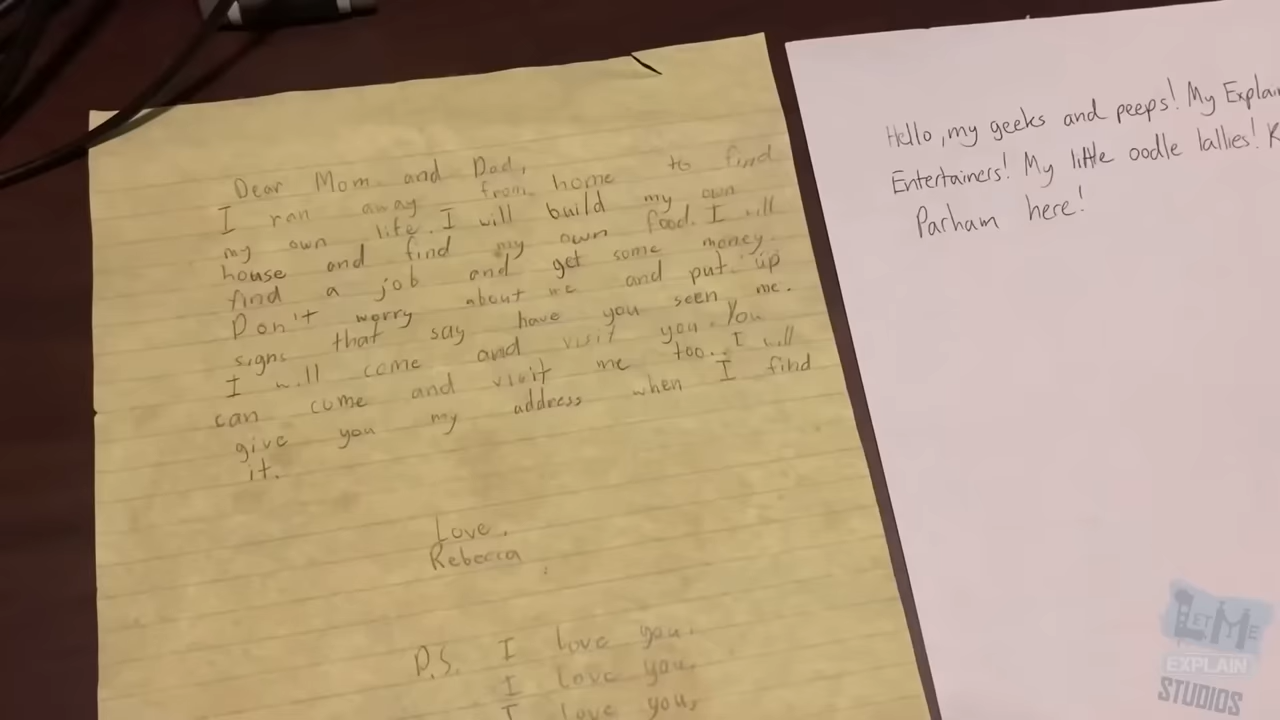 Dear Mom and Dad,
I ran away from home to find
my own life. I will build my own
house and find my own food. I will
find a job and get some money.
Don't worry about me and put up
signs that say have you seen me.
I will come and visit you. You
can come and visit me too. I will
give you my address when I find
it.
Love,
Rebecca
P.S. I love you.
I love you.
I love you,
Hello, my geeks and peeps! My Explain
Entertainers! My little oodle lallies! K
Parham here!
LET ME
EXPLAIN
STUDIOS